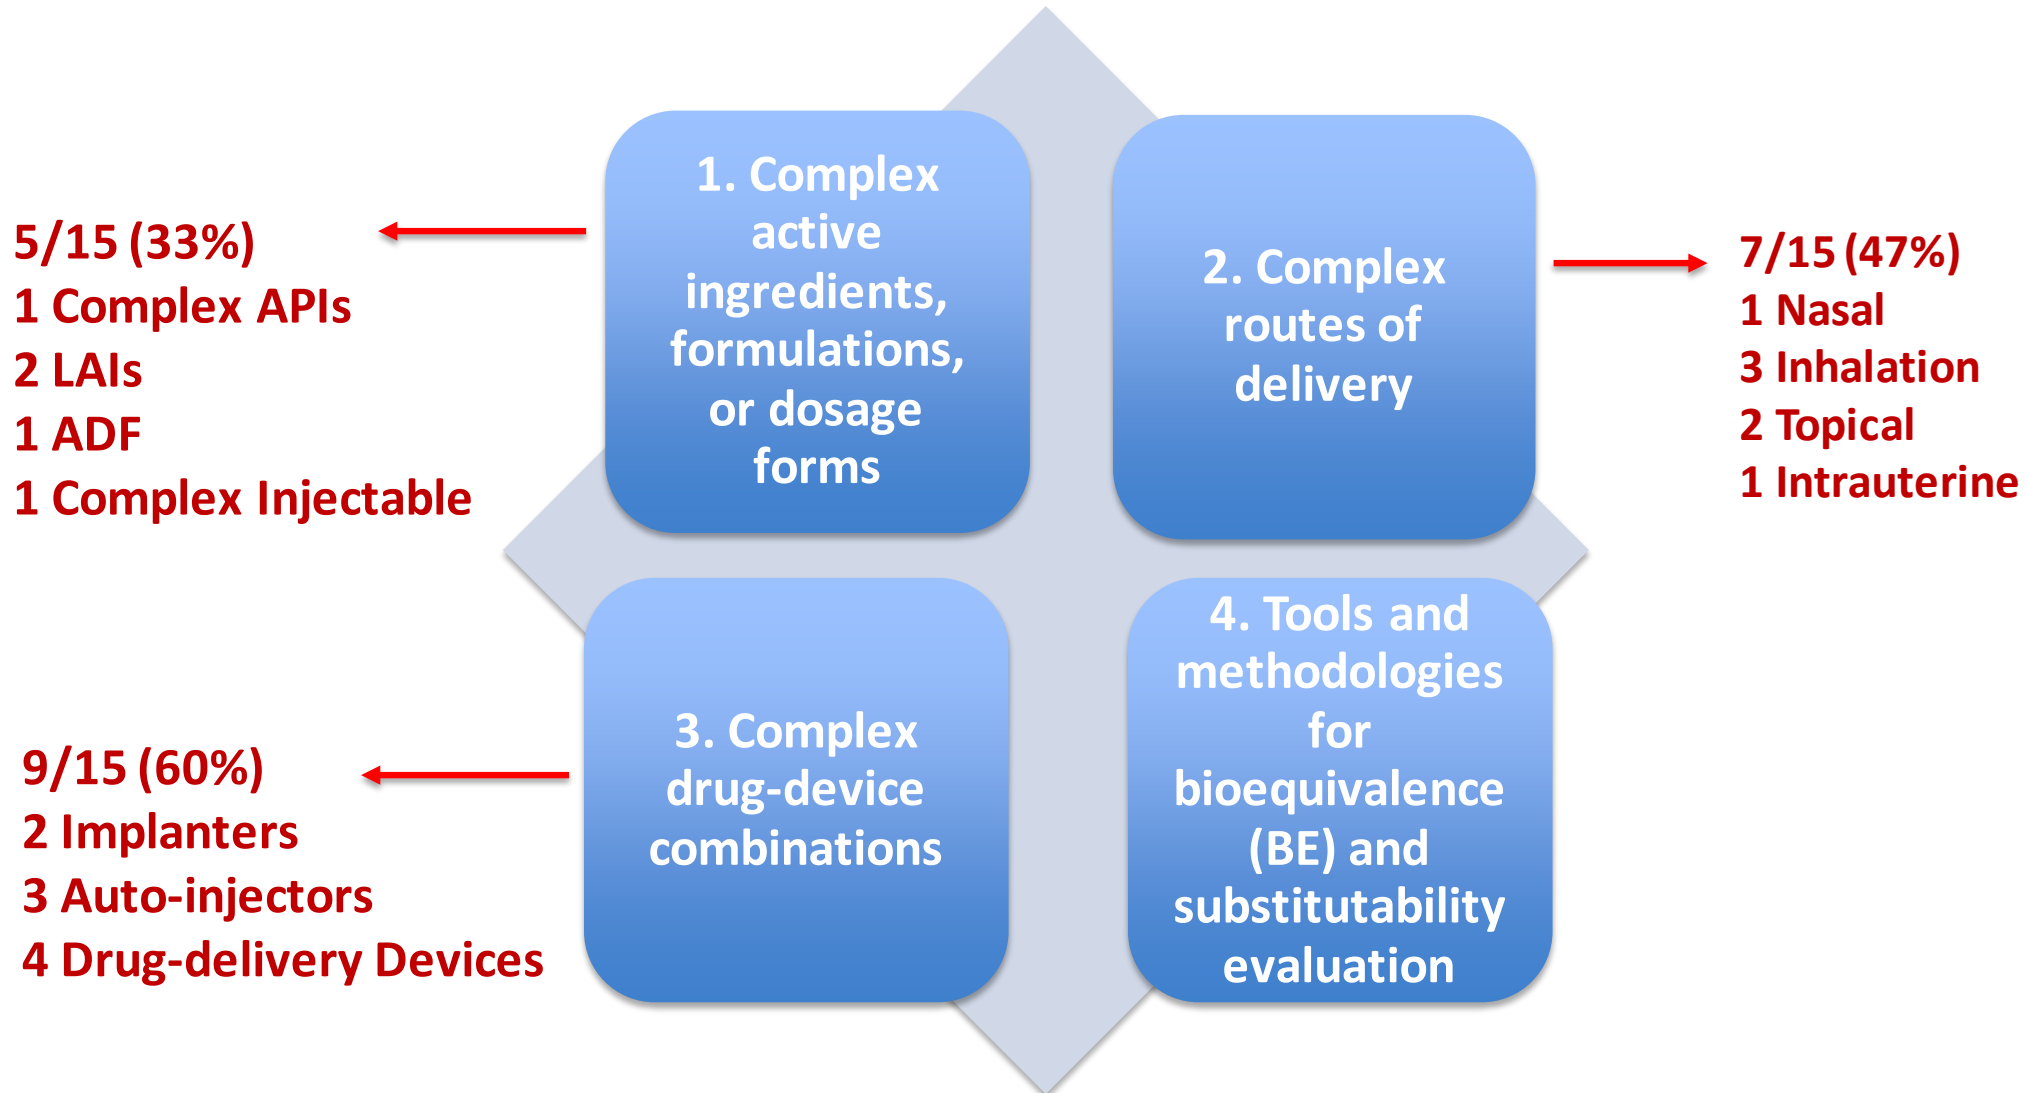 5/15 (33%)
1 Complex APIs
2 LAIs
1 ADF
1 Complex Injectable
1. Complex
active
ingredients,
formulations,
or dosage
forms
2. Complex
routes of
delivery
7/15 (47%)
1 Nasal
3 Inhalation
2 Topical
1 Intrauterine
9/15 (60%)
2 Implanters
3 Auto-injectors
4 Drug-delivery Devices
3. Complex
drug-device
combinations
4. Tools and
methodologies
for
bioequivalence
(BE) and
substitutability
evaluation